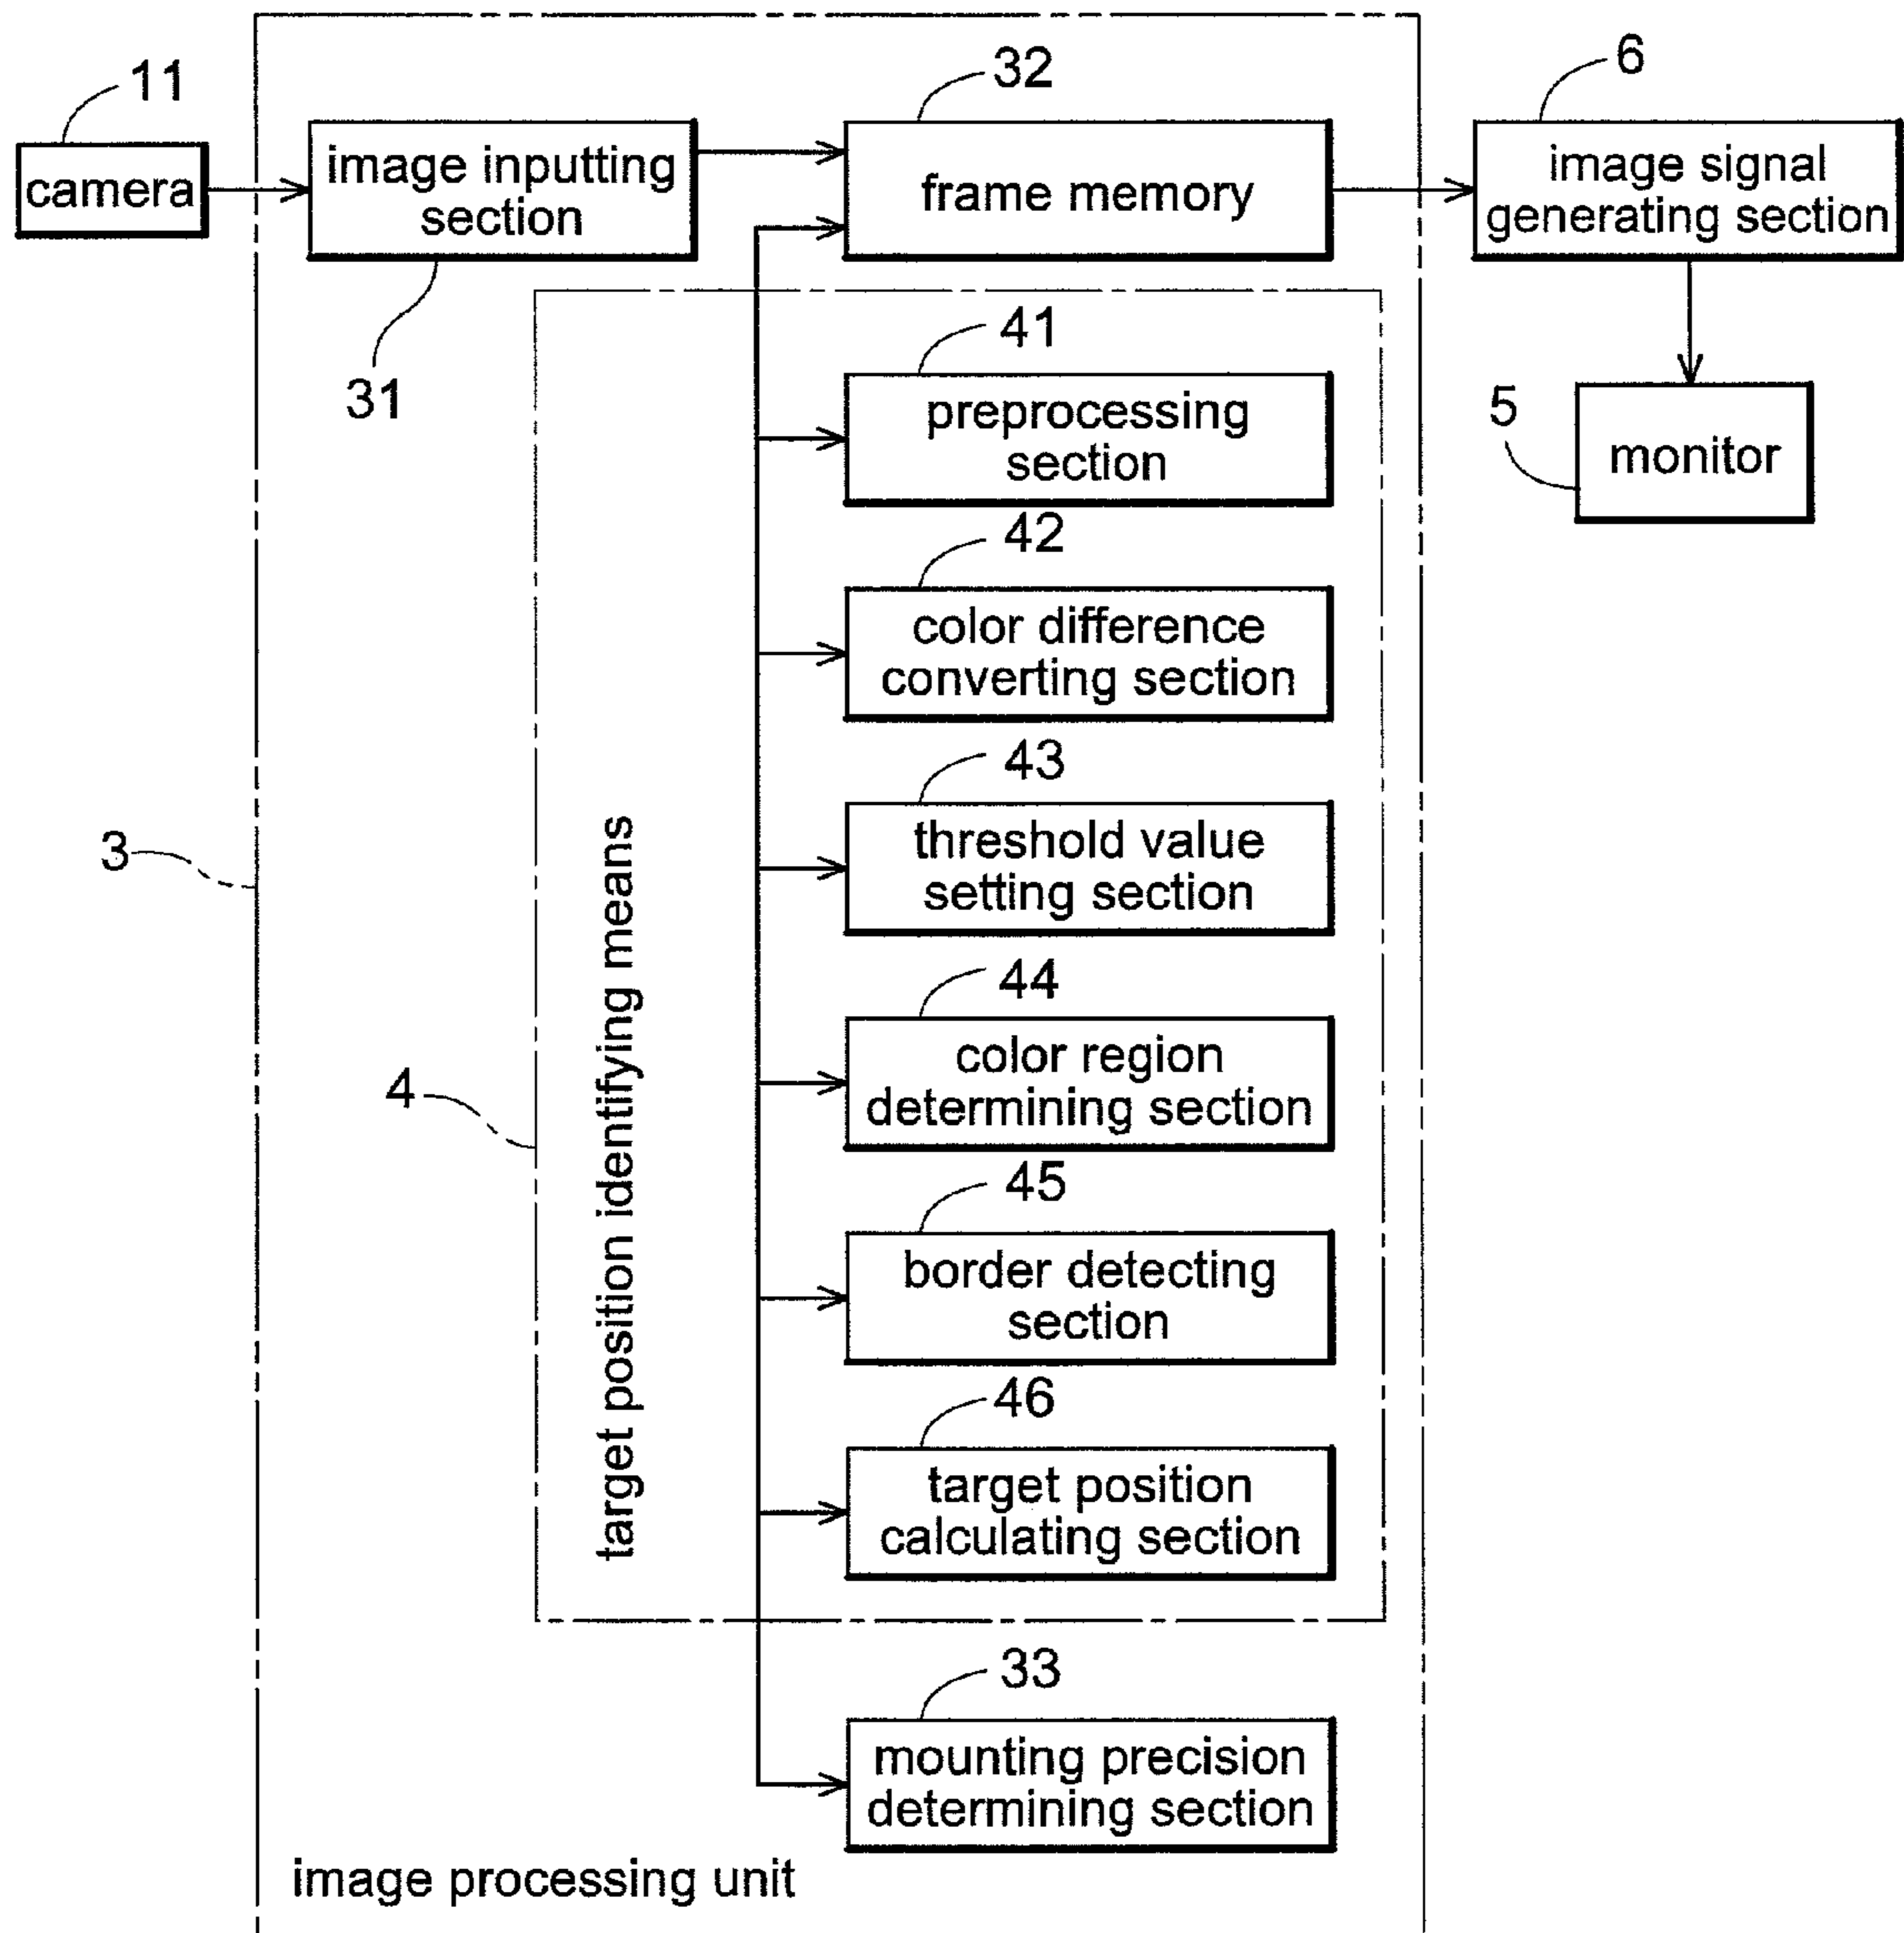 11
32
6
camera
image inputting
section
frame memory
image signal
generating section
31
41
preprocessing
section
5
monitor
42
color difference
converting section
43
threshold value
setting section
3
target position identifying means
44
color region
determining section
4
45
border detecting
section
46
target position
calculating section
33
mounting precision
determining section
image processing unit